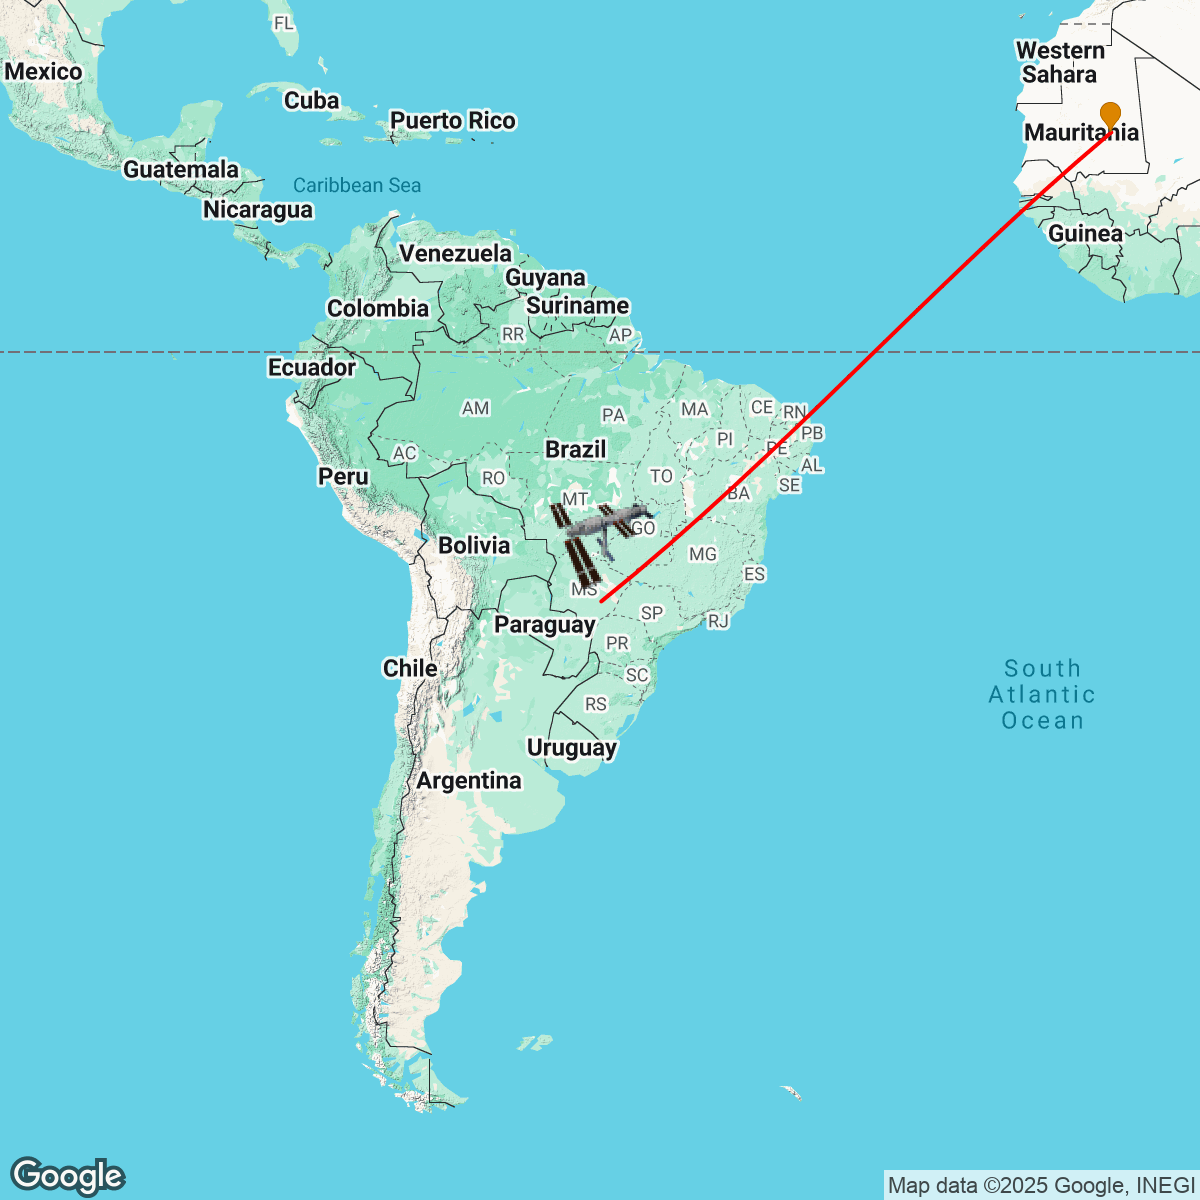 FL
Western
Sahara
Mexico
Cuba
Puerto Rico
Mauritania
Guatemala
Caribbean Sea
Nicaragua
Guinea
Venezuela
Guyana
Suriname
Colombia
RR
AP
Ecuador
AM
PA
MA
CE
RN
PI
PB
PE
Brazil
AC
AL
Peru
RO
TO
SE
MT
BA
GO
Bolivia
MG
ES
MS
SP
RJ
Paraguay
PR
Chile
SC
South
Atlantic
Ocean
RS
Uruguay
Argentina
Google
Map data ©2025 Google, INEGI